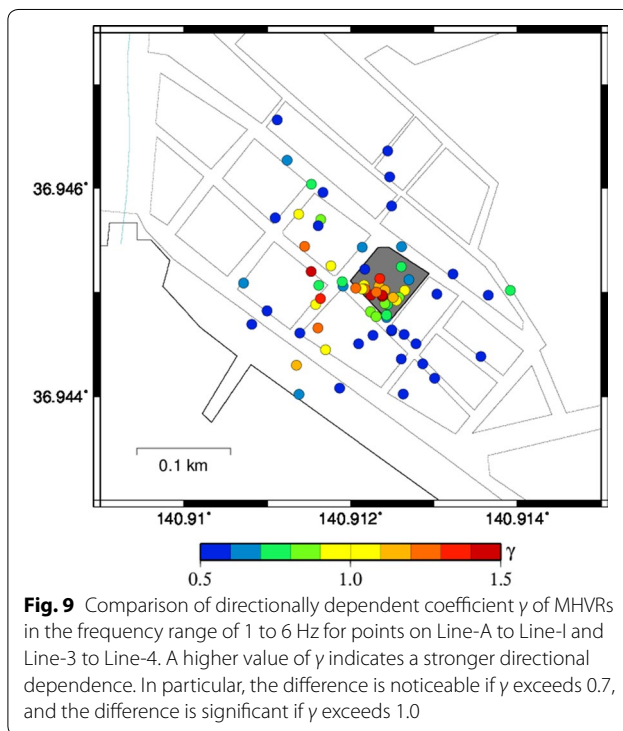 36.946°
36.944°
0.1 km
140.91° 140.912° 140.914°
γ
0.5 1.0 1.5
Fig. 9 Comparison of directionally dependent coefficient γ of MHVRs
in the frequency range of 1 to 6 Hz for points on Line-A to Line-I and
Line-3 to Line-4. A higher value of γ indicates a stronger directional
dependence. In particular, the difference is noticeable if γ exceeds 0.7,
and the difference is significant if γ exceeds 1.0